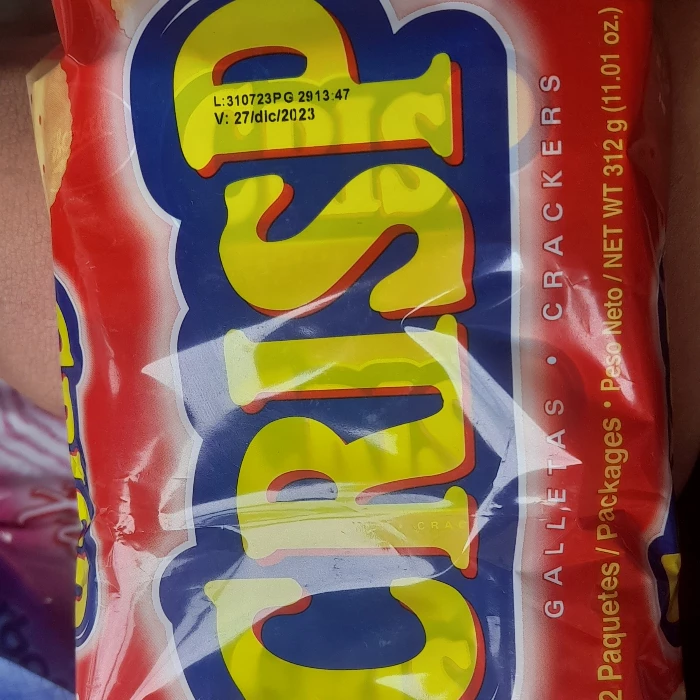 L:310723PG 2913:47
V: 27/dic/2023
CRISP
GALLETAS • CRACKERS
2 Paquetes / Packages • Peso Neto / NET WT 312 g (11.01 oz.)